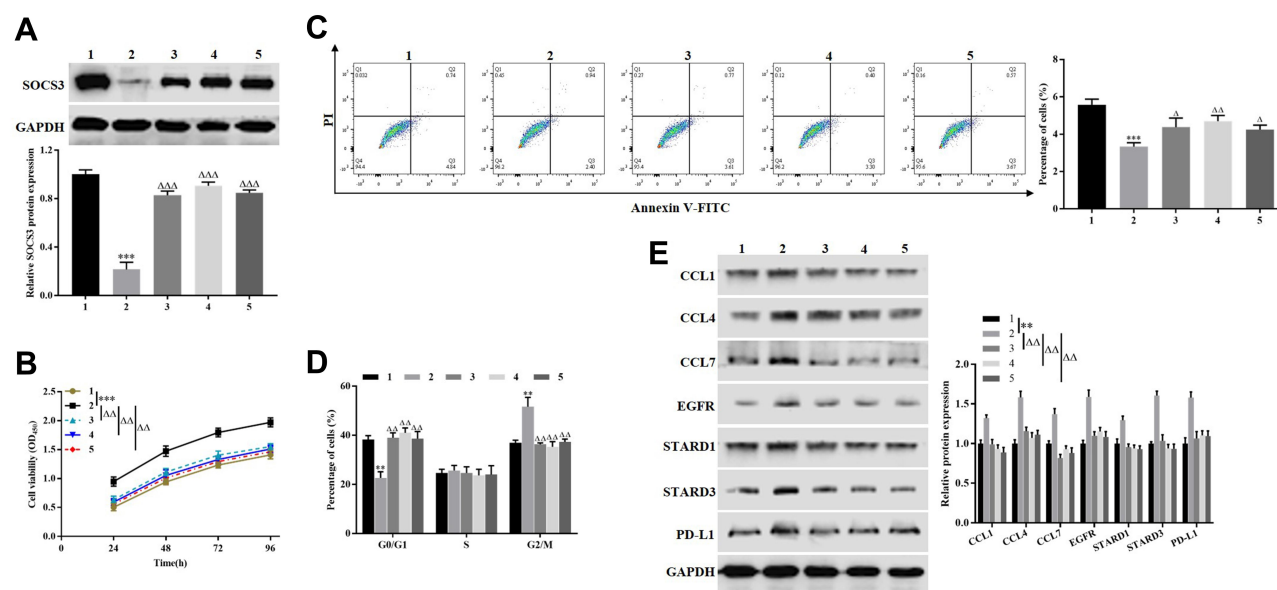 A
1 2 3 4 5
SOCS3
GAPDH
Relative SOCS3 protein expression
1.2
0.8
0.4
0.0
***
ΔΔΔ
ΔΔΔ
ΔΔΔ
1 2 3 4 5
B
Cell viability (OD450)
2.5
2.0
1.5
1.0
0.5
0.0
1
2
3
4
5
***
ΔΔ
ΔΔ
ΔΔ
0 24 48 72 96
Time(h)
C
PI
1 2 3 4 5
Q1
0.032
Q2
0.74
Q4
94.4
Q3
4.84
Q1
0.45
Q2
0.94
Q4
96.2
Q3
2.40
Q1
0.27
Q2
0.77
Q4
95.4
Q3
3.61
Q1
0.12
Q2
0.40
Q4
96.2
Q3
3.30
Q1
0.16
Q2
0.57
Q4
95.6
Q3
3.67
Annexin V-FITC
Percentage of cells (%)
8
6
4
2
0
***
Δ
ΔΔ
Δ
1 2 3 4 5
D
1 2 3 4 5
Percentage of cells (%)
60
40
20
0
**
ΔΔ
ΔΔ
ΔΔ
**
ΔΔ
ΔΔ
ΔΔ
G0/G1 S G2/M
E
1 2 3 4 5
CCL1
CCL4
CCL7
EGFR
STARD1
STARD3
PD-L1
GAPDH
1
2
3
4
5
**
ΔΔ
ΔΔ
ΔΔ
Relative protein expression
2.0
1.5
1.0
0.5
0.0
CCL1
CCL4
CCL7
EGFR
STARD1
STARD3
PD-L1